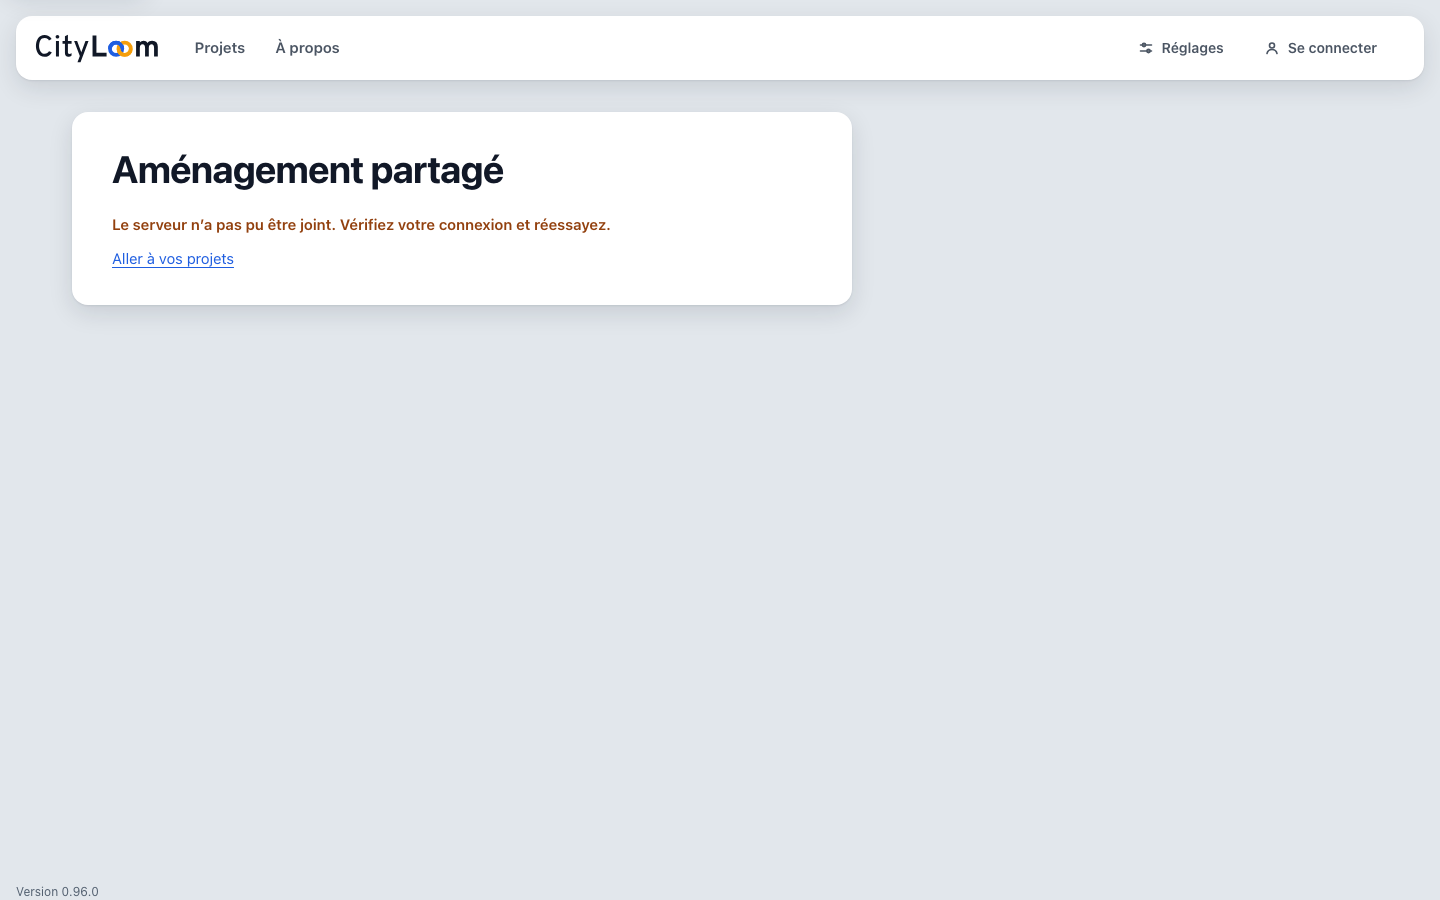 CityLoom
Projets
À propos
Réglages
Se connecter
Aménagement partagé
Le serveur n’a pas pu être joint. Vérifiez votre connexion et réessayez.
Aller à vos projets
Version 0.96.0